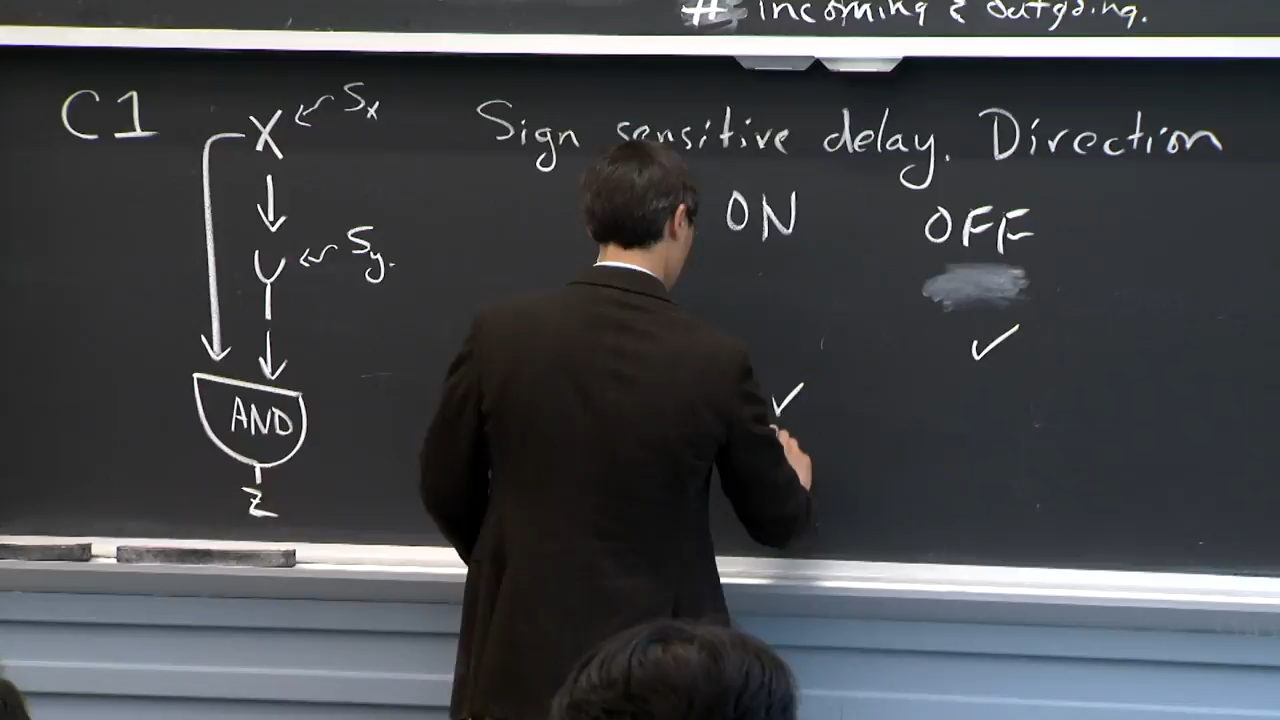 # incoming & outgoing.
C1 X Sx Sign sensitive delay. Direction
ON OFF
Y Sy.
✓
✓
AND
Z